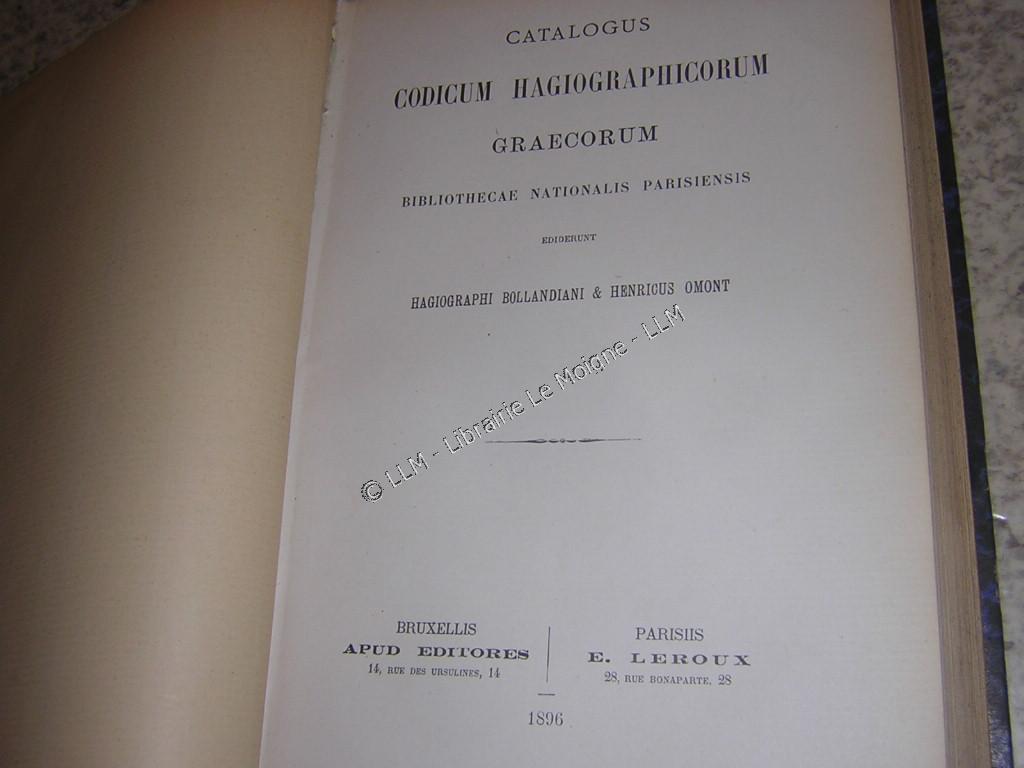 CATALOGUS
CODICUM HAGIOGRAPHICORUM
GRAECORUM
BIBLIOTHECAE NATIONALIS PARISIENSIS
EDIDERUNT
HAGIOGRAPHI BOLLANDIANI & HENRICUS OMONT
© LLM - Librairie Le Moigne - LLM
BRUXELLIS
APUD EDITORES
14, RUE DES URSULINES, 14
PARISIIS
E. LEROUX
28, RUE BONAPARTE, 28
1896